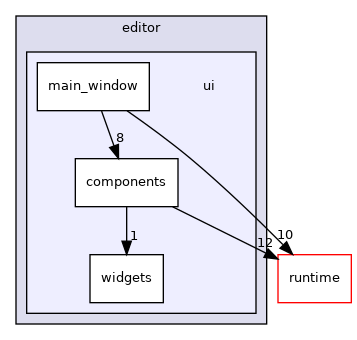 editor
main_window
ui
8
components
1
12
10
widgets
runtime